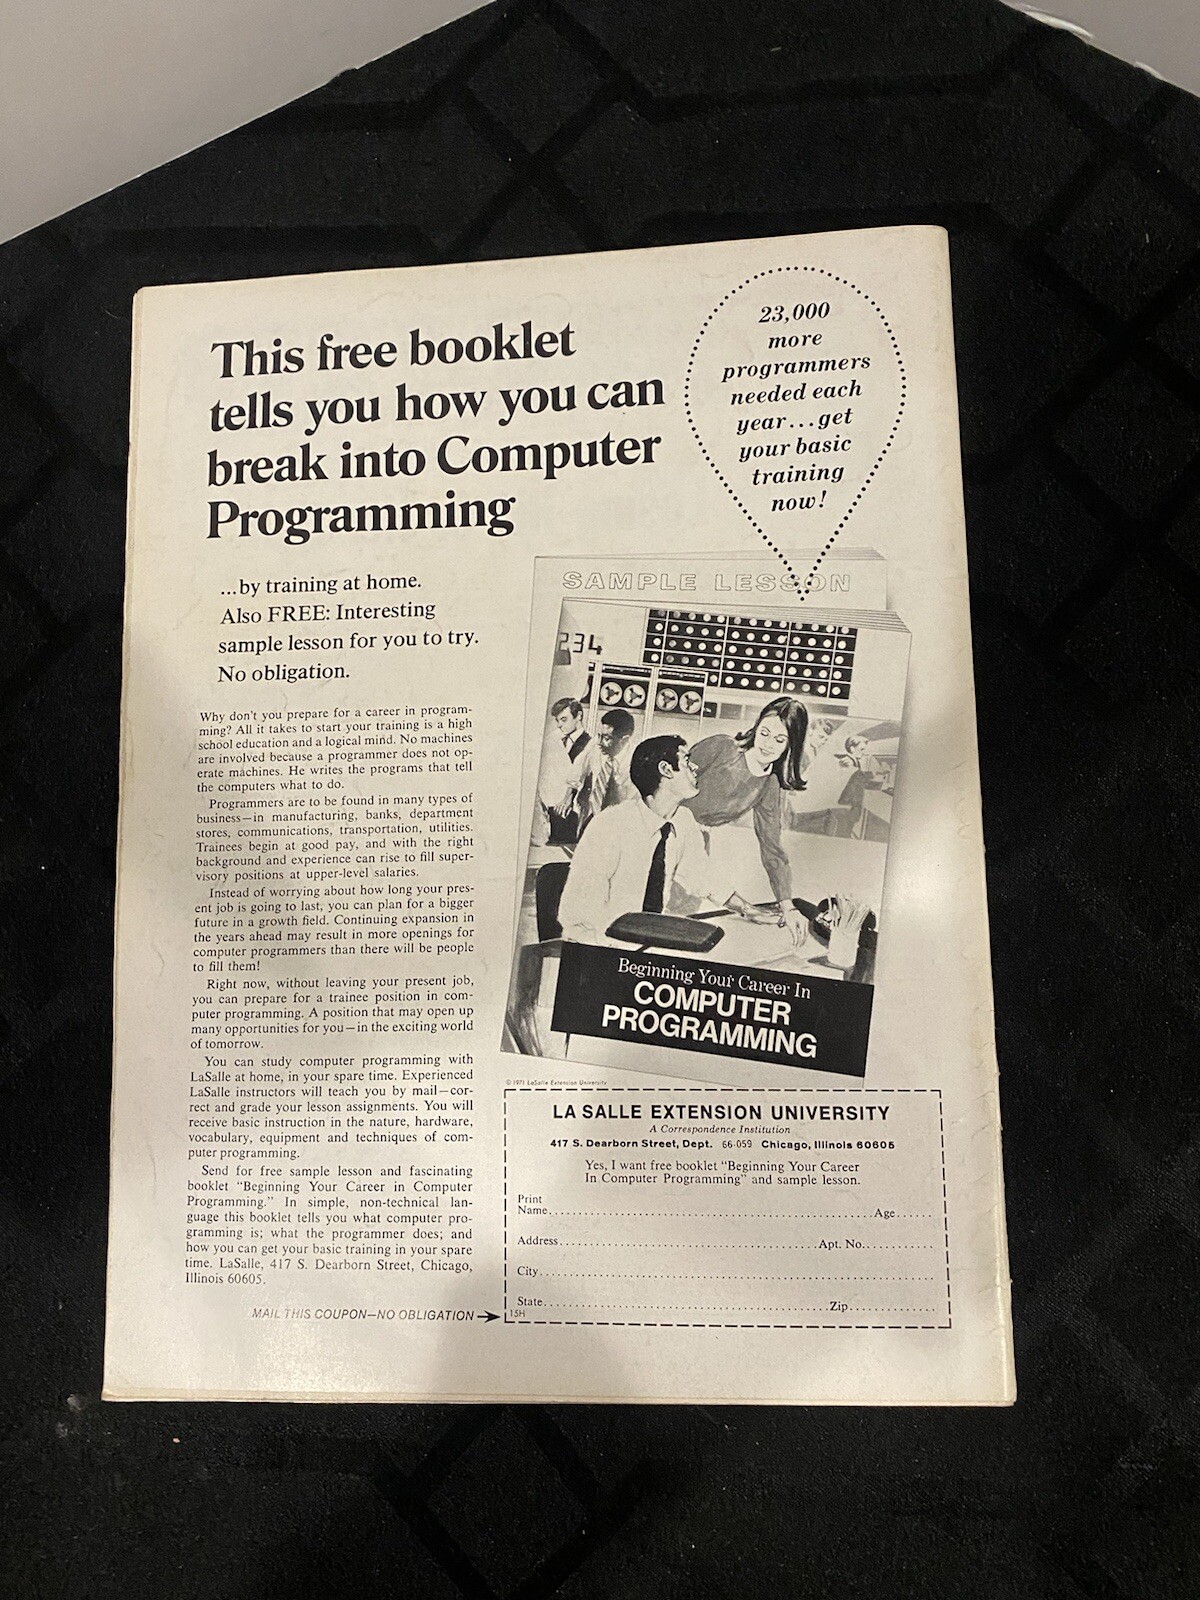 This free booklet
tells you how you can
break into Computer
Programming
23,000
more
programmers
needed each
year...get
your basic
training
now!
...by training at home.
Also FREE: Interesting
sample lesson for you to try.
No obligation.
Why don't you prepare for a career in program-
ming? All it takes to start your training is a high
school education and a logical mind. No machines
are involved because a programmer does not op-
erate machines. He writes the programs that tell
the computers what to do.
Programmers are to be found in many types of
business—in manufacturing, banks, department
stores, communications, transportation, utilities.
Trainees begin at good pay, and with the right
background and experience can rise to fill super-
visory positions at upper-level salaries.
Instead of worrying about how long your pres-
ent job is going to last, you can plan for a bigger
future in a growth field. Continuing expansion in
the years ahead may result in more openings for
computer programmers than there will be people
to fill them!
Right now, without leaving your present job,
you can prepare for a trainee position in com-
puter programming. A position that may open up
many opportunities for you—in the exciting world
of tomorrow.
You can study computer programming with
LaSalle at home, in your spare time. Experienced
LaSalle instructors will teach you by mail—cor-
rect and grade your lesson assignments. You will
receive basic instruction in the nature, hardware,
vocabulary, equipment and techniques of com-
puter programming.
Send for free sample lesson and fascinating
booklet "Beginning Your Career in Computer
Programming." In simple, non-technical lan-
guage this booklet tells you what computer pro-
gramming is; what the programmer does; and
how you can get your basic training in your spare
time. LaSalle, 417 S. Dearborn Street, Chicago,
Illinois 60605.
MAIL THIS COUPON—NO OBLIGATION
SAMPLE LESSON
234
Beginning Your Career In
COMPUTER
PROGRAMMING
© 1971 LaSalle Extension University
LA SALLE EXTENSION UNIVERSITY
A Correspondence Institution
417 S. Dearborn Street, Dept. 66-059 Chicago, Illinois 60605
Yes, I want free booklet "Beginning Your Career
In Computer Programming" and sample lesson.
Print
Name.....Age.....
Address.....Apt. No.....
City.....
State.....Zip.....
15H